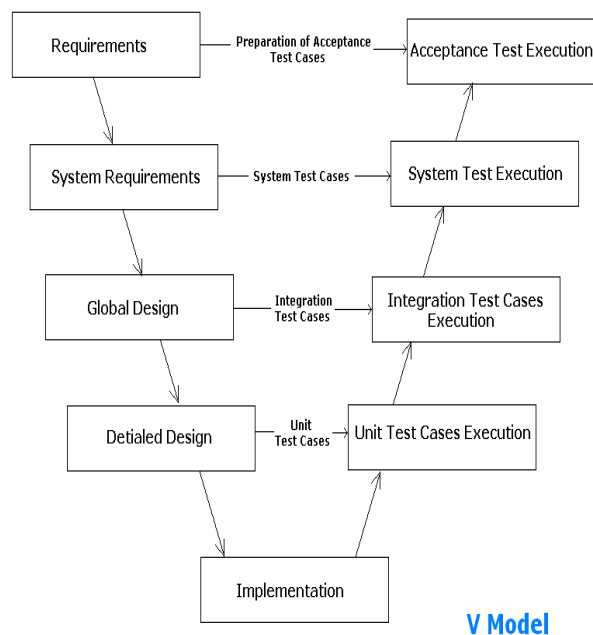 Requirements
Preparation of Acceptance
Test Cases
Acceptance Test Execution
System Requirements
System Test Cases
System Test Execution
Global Design
Integration
Test Cases
Integration Test Cases
Execution
Detialed Design
Unit
Test Cases
Unit Test Cases Execution
Implementation
V Model